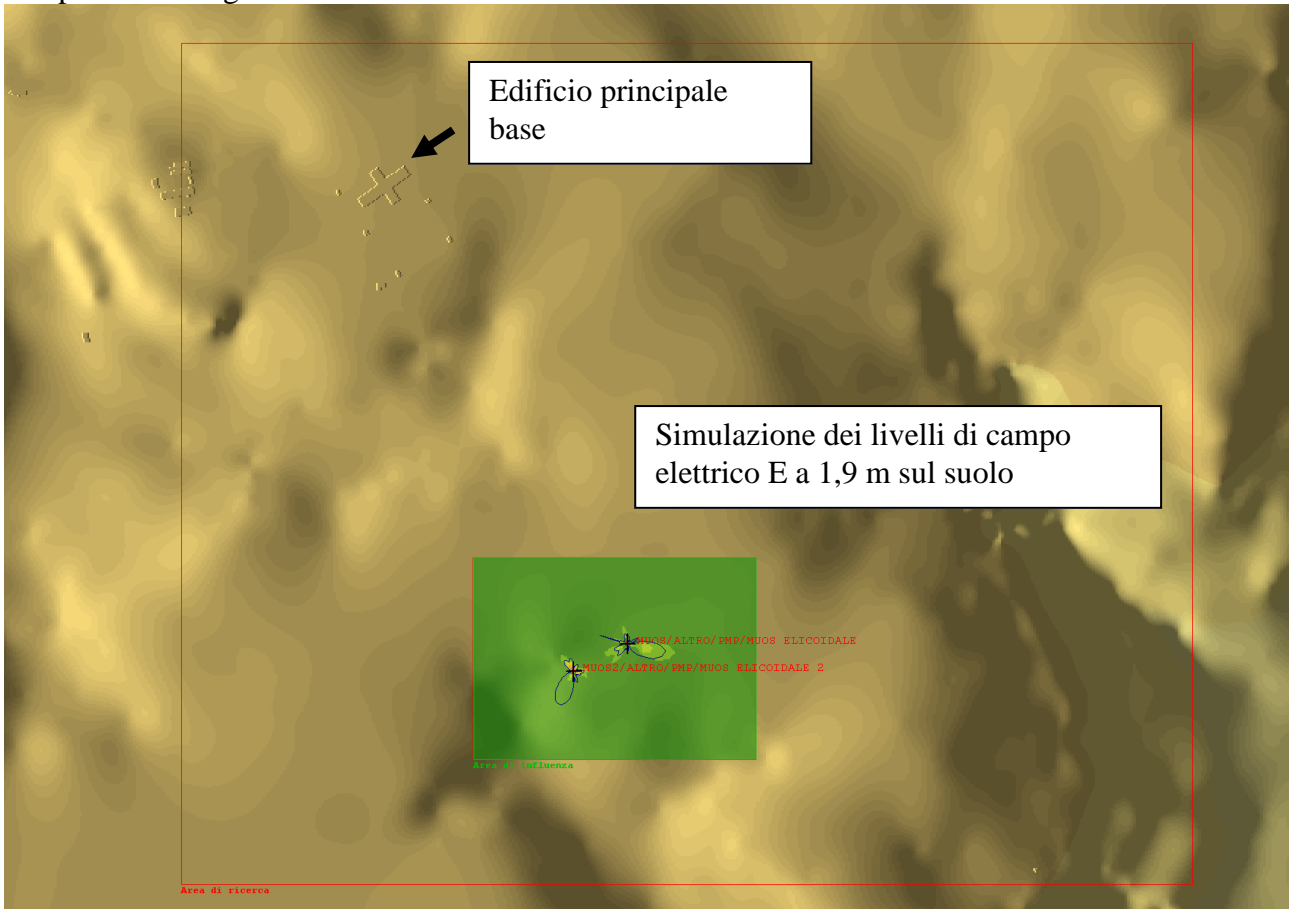 Edificio principale
base
Simulazione dei livelli di campo
elettrico E a 1,9 m sul suolo
MUOS/ALTRO/PMP/MUOS ELICOIDALE
MUOS2/ALTRO/PMP/MUOS ELICOIDALE 2
Area di influenza
Area di ricerca